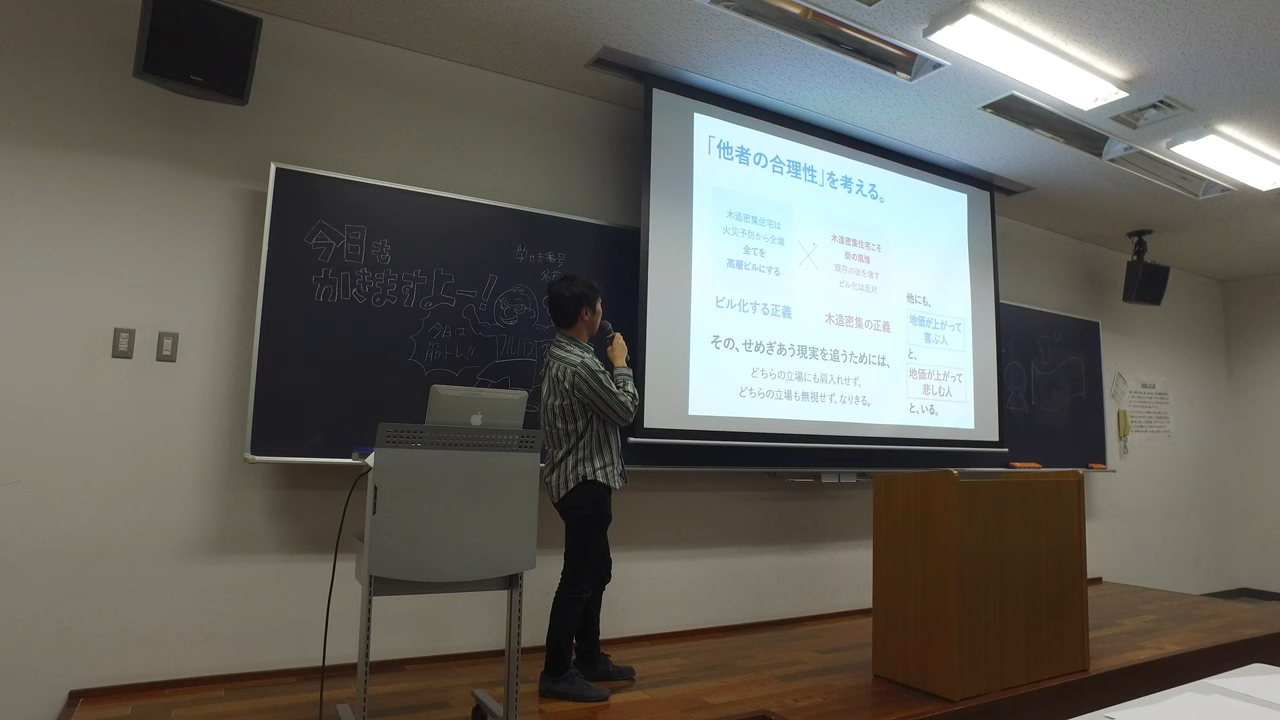 今日も
かきますよー!
学せき番号
名前
今日は
筋トレ!!
「他者の合理性」を考える。
木造密集住宅は
火災予防から全壊
全てを
高層ビルにする
ビル化する正義
木造密集住宅こそ
街の風情
既存の街を壊す
ビル化は反対
木造密集の正義
その、せめぎあう現実を追うためには、
どちらの立場にも肩入れせず、
どちらの立場も無視せず、なりきる。
他にも、
地価が上がって
喜ぶ人
と、
地価が上がって
悲しむ人
と、いる。